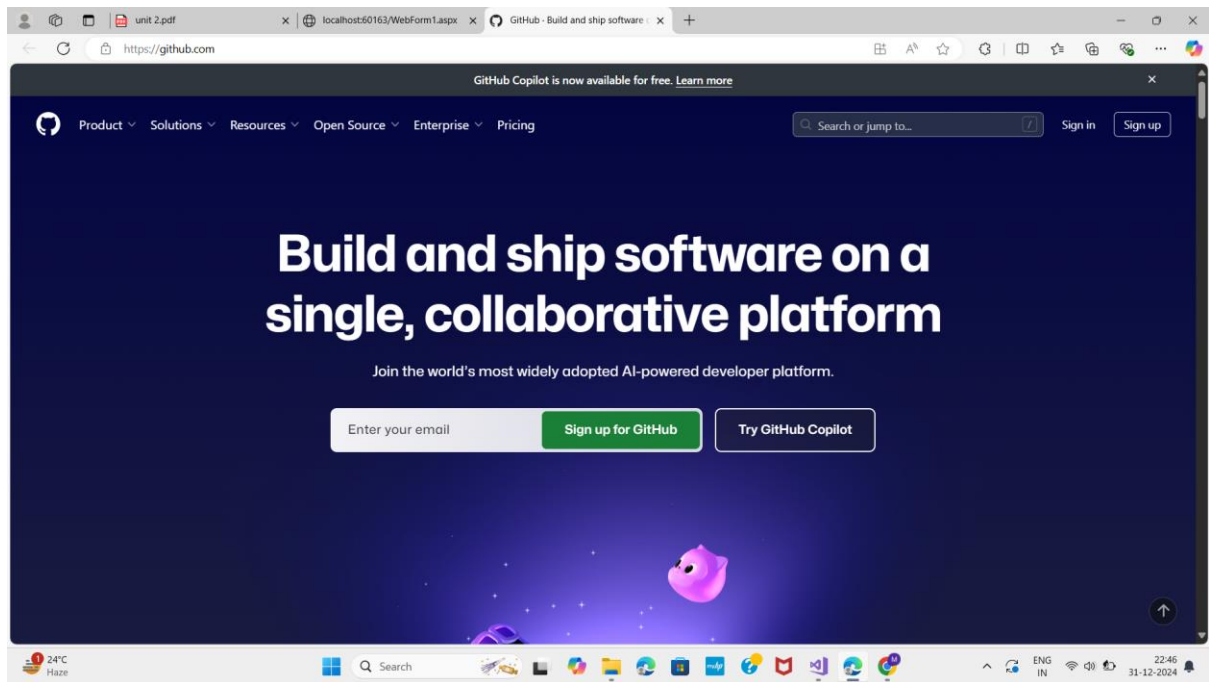 unit 2.pdf
localhost:60163/WebForm1.aspx
GitHub · Build and ship software
https://github.com
GitHub Copilot is now available for free. Learn more
Product Solutions Resources Open Source Enterprise Pricing
Search or jump to...
/
Sign in
Sign up
Build and ship software on a
single, collaborative platform
Join the world's most widely adopted AI-powered developer platform.
Enter your email
Sign up for GitHub
Try GitHub Copilot
1
24°C
Haze
Search
ENG
IN
22:46
31-12-2024